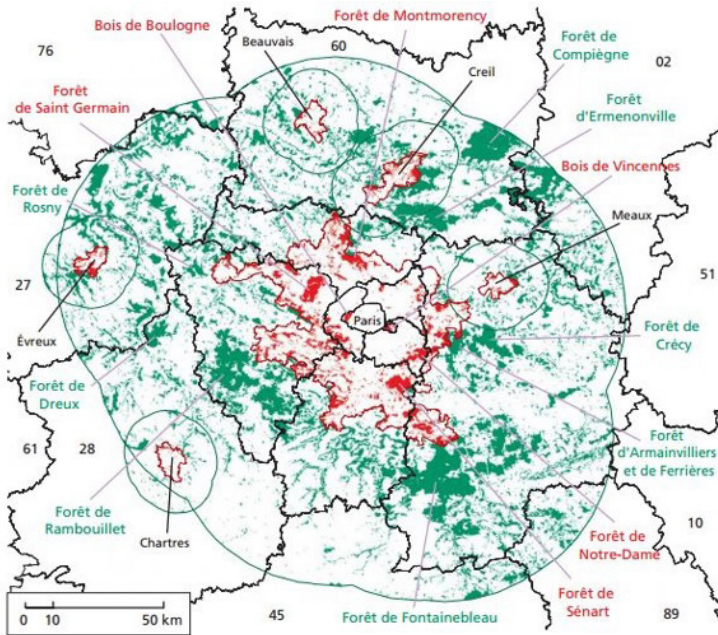 76
Bois de Boulogne
Forêt de Montmorency
Beauvais
60
Forêt de
Compiègne
02
Creil
Forêt
de Saint Germain
Forêt
d'Ermenonville
Bois de Vincennes
Forêt de
Rosny
Meaux
27
51
Paris
Évreux
Forêt de
Crécy
Forêt de
Dreux
61
28
Forêt
d'Armainvilliers
et de Ferrières
Forêt de
Rambouillet
Chartres
10
Forêt de
Notre-Dame
Forêt de
Sénart
0 10 50 km
45
Forêt de Fontainebleau
89